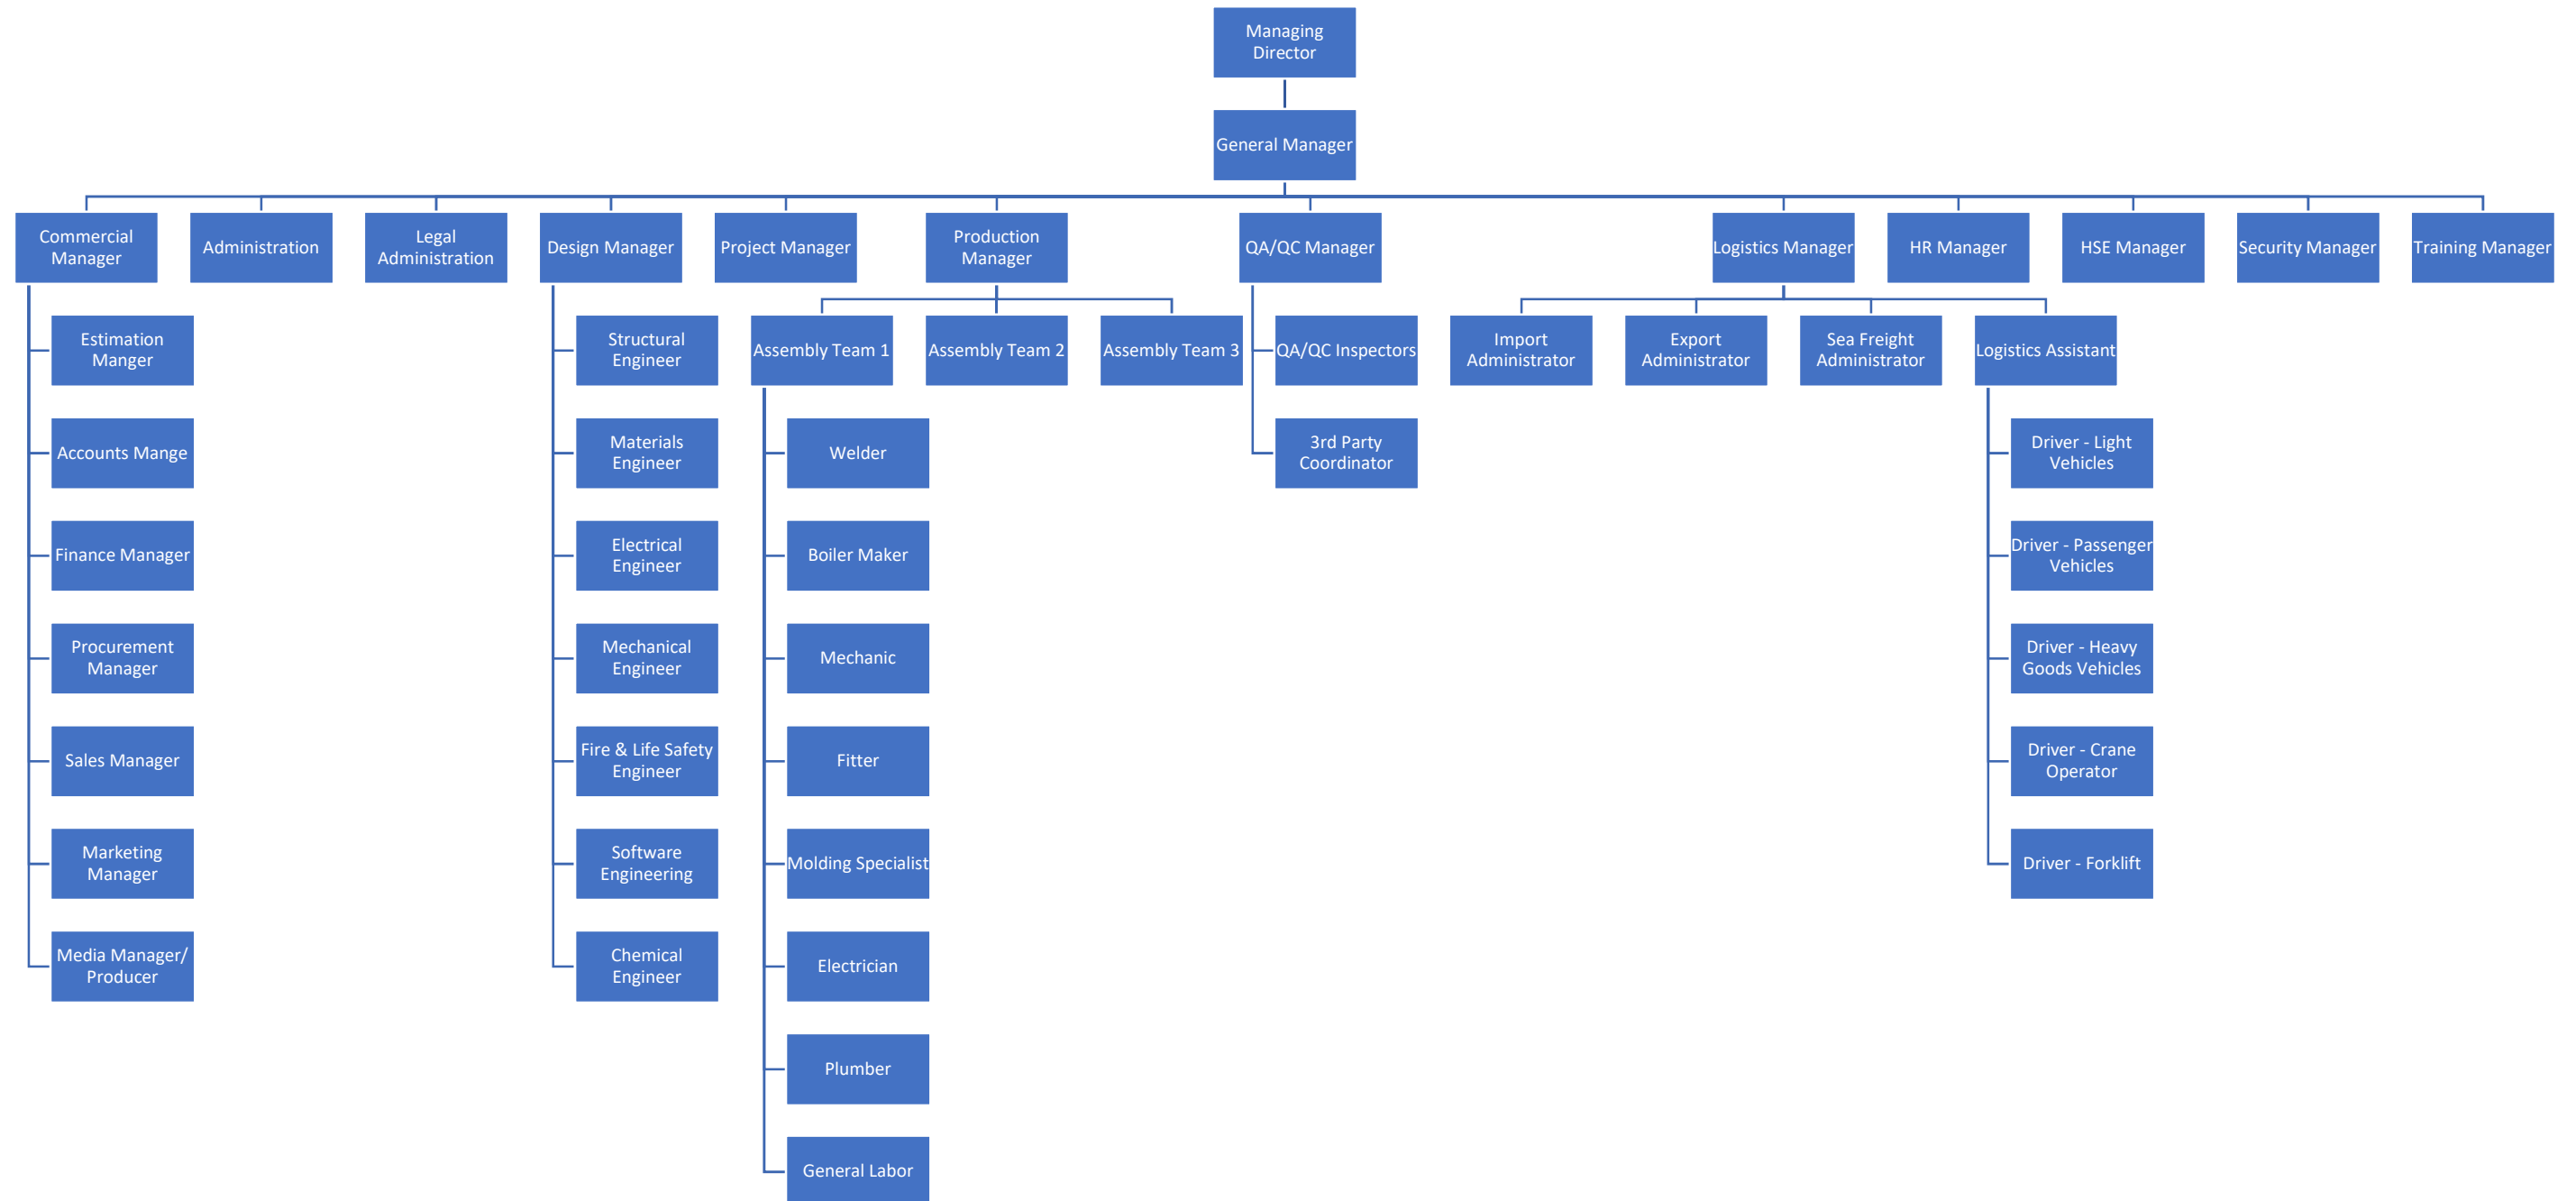 Managing
Director
General Manager
Commercial
Manager
Administration
Legal
Administration
Design Manager
Project Manager
Production
Manager
QA/QC Manager
Logistics Manager
HR Manager
HSE Manager
Security Manager
Training Manager
Estimation
Manger
Accounts Mange
Finance Manager
Procurement
Manager
Sales Manager
Marketing
Manager
Media Manager/
Producer
Structural
Engineer
Materials
Engineer
Electrical
Engineer
Mechanical
Engineer
Fire & Life Safety
Engineer
Software
Engineering
Chemical
Engineer
Assembly Team 1
Assembly Team 2
Assembly Team 3
Welder
Boiler Maker
Mechanic
Fitter
Molding Specialist
Electrician
Plumber
General Labor
QA/QC Inspectors
3rd Party
Coordinator
Import
Administrator
Export
Administrator
Sea Freight
Administrator
Logistics Assistant
Driver - Light
Vehicles
Driver - Passenger
Vehicles
Driver - Heavy
Goods Vehicles
Driver - Crane
Operator
Driver - Forklift